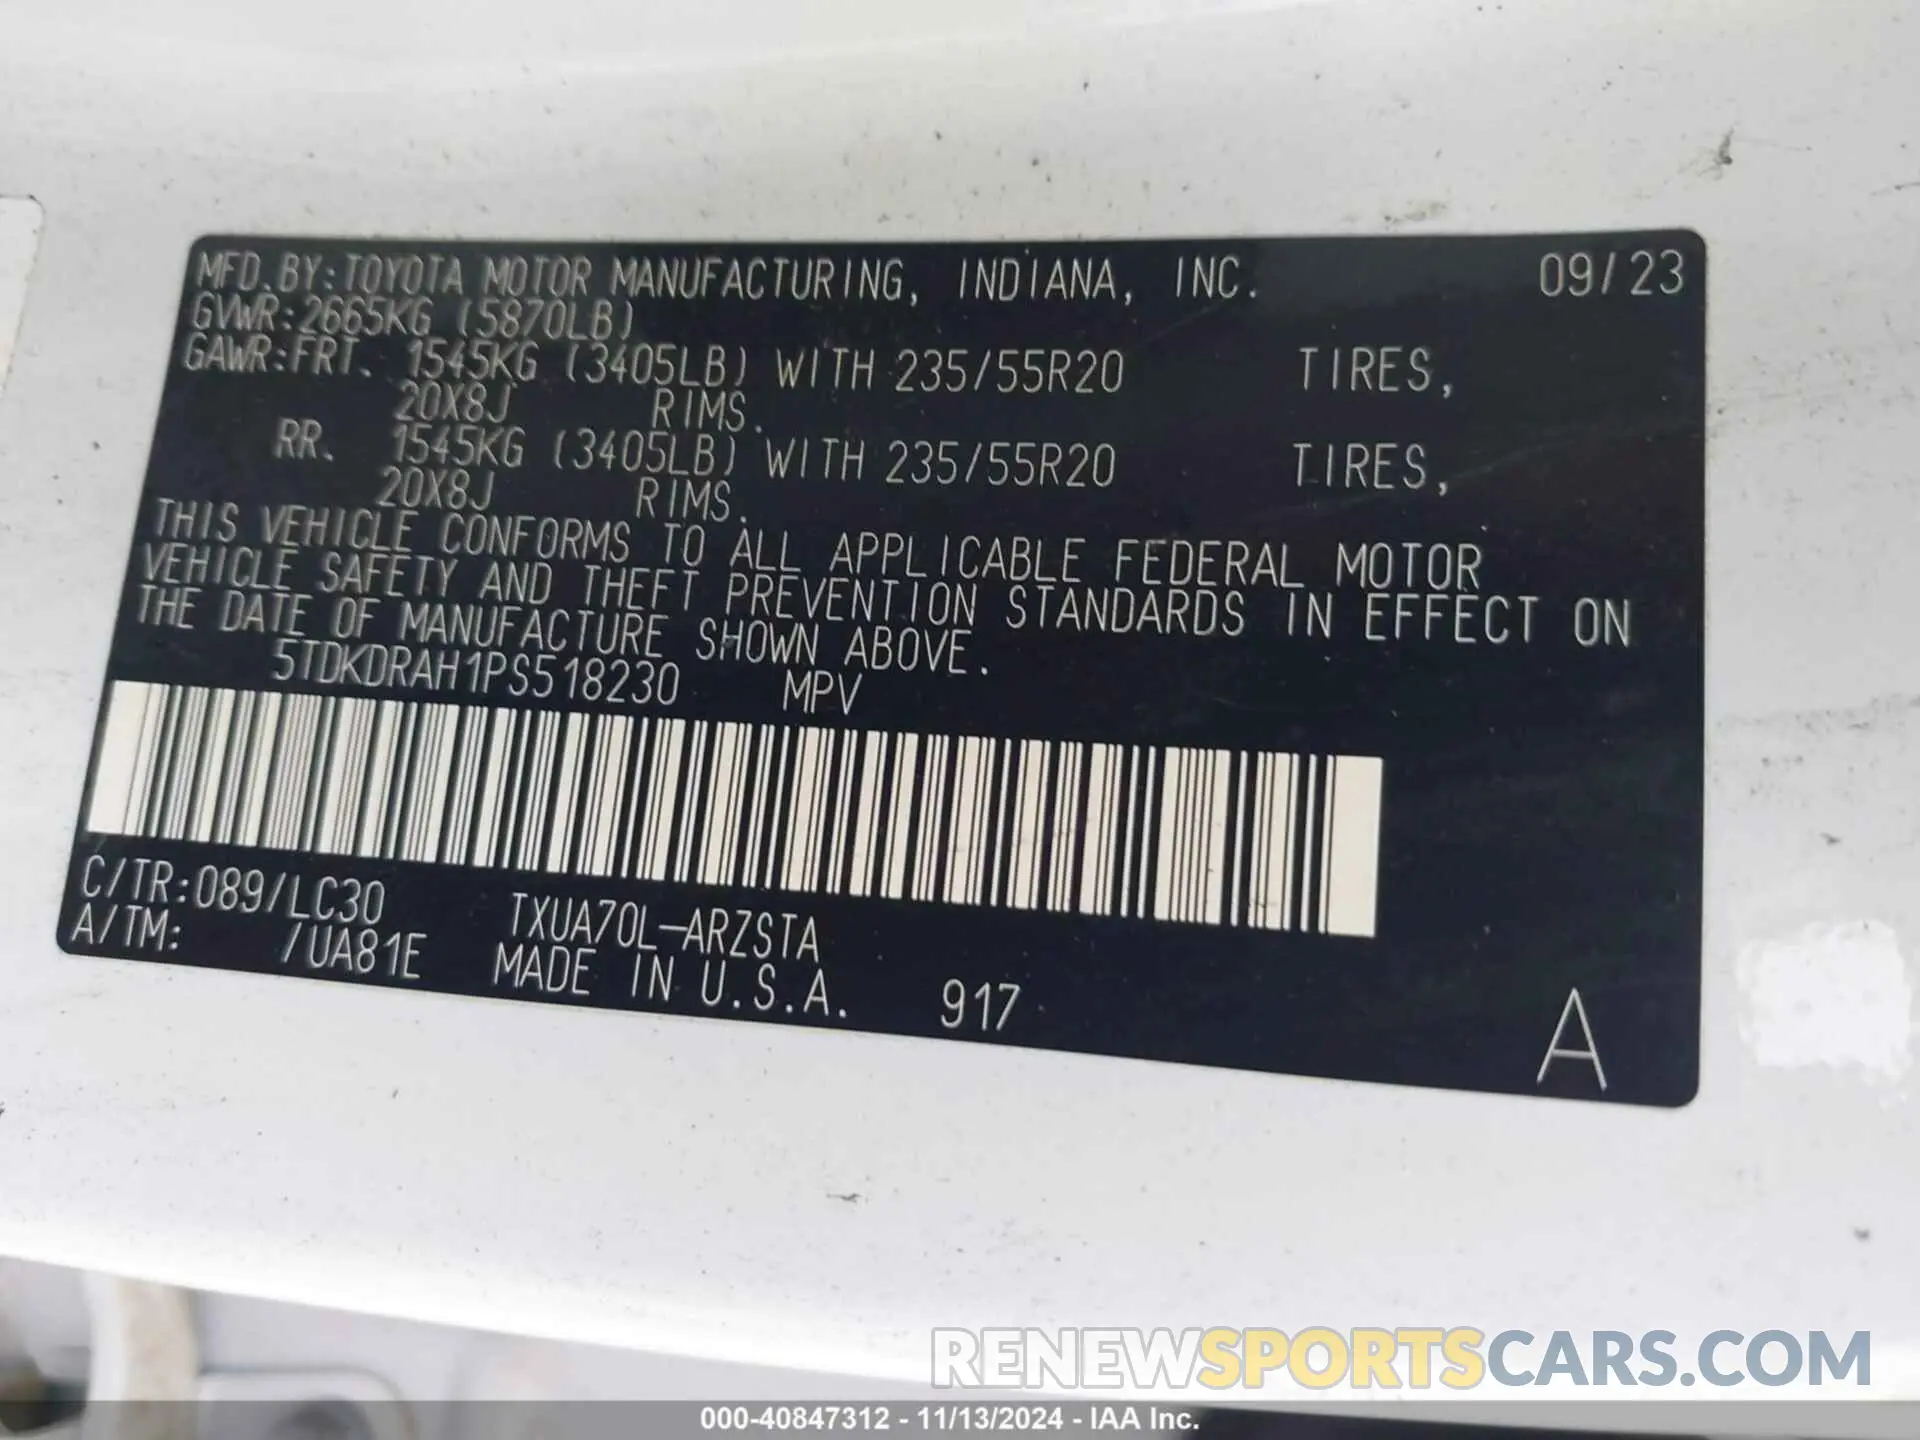 MFD.BY:TOYOTA MOTOR MANUFACTURING, INDIANA, INC. 09/23
GVWR:2665KG (5870LB)
GAWR:FRT. 1545KG (3405LB) WITH 235/55R20 TIRES,
20X8J RIMS.
RR. 1545KG (3405LB) WITH 235/55R20 TIRES,
20X8J RIMS.
THIS VEHICLE CONFORMS TO ALL APPLICABLE FEDERAL MOTOR
VEHICLE SAFETY AND THEFT PREVENTION STANDARDS IN EFFECT ON
THE DATE OF MANUFACTURE SHOWN ABOVE.
5TDKDRAH1PS518230 MPV
C/TR:089/LC30 TXUA70L-ARZSTA
A/TM: /UA81E MADE IN U.S.A. 917 A
RENEWSPORTSCARS.COM
000-40847312 - 11/13/2024 - IAA Inc.